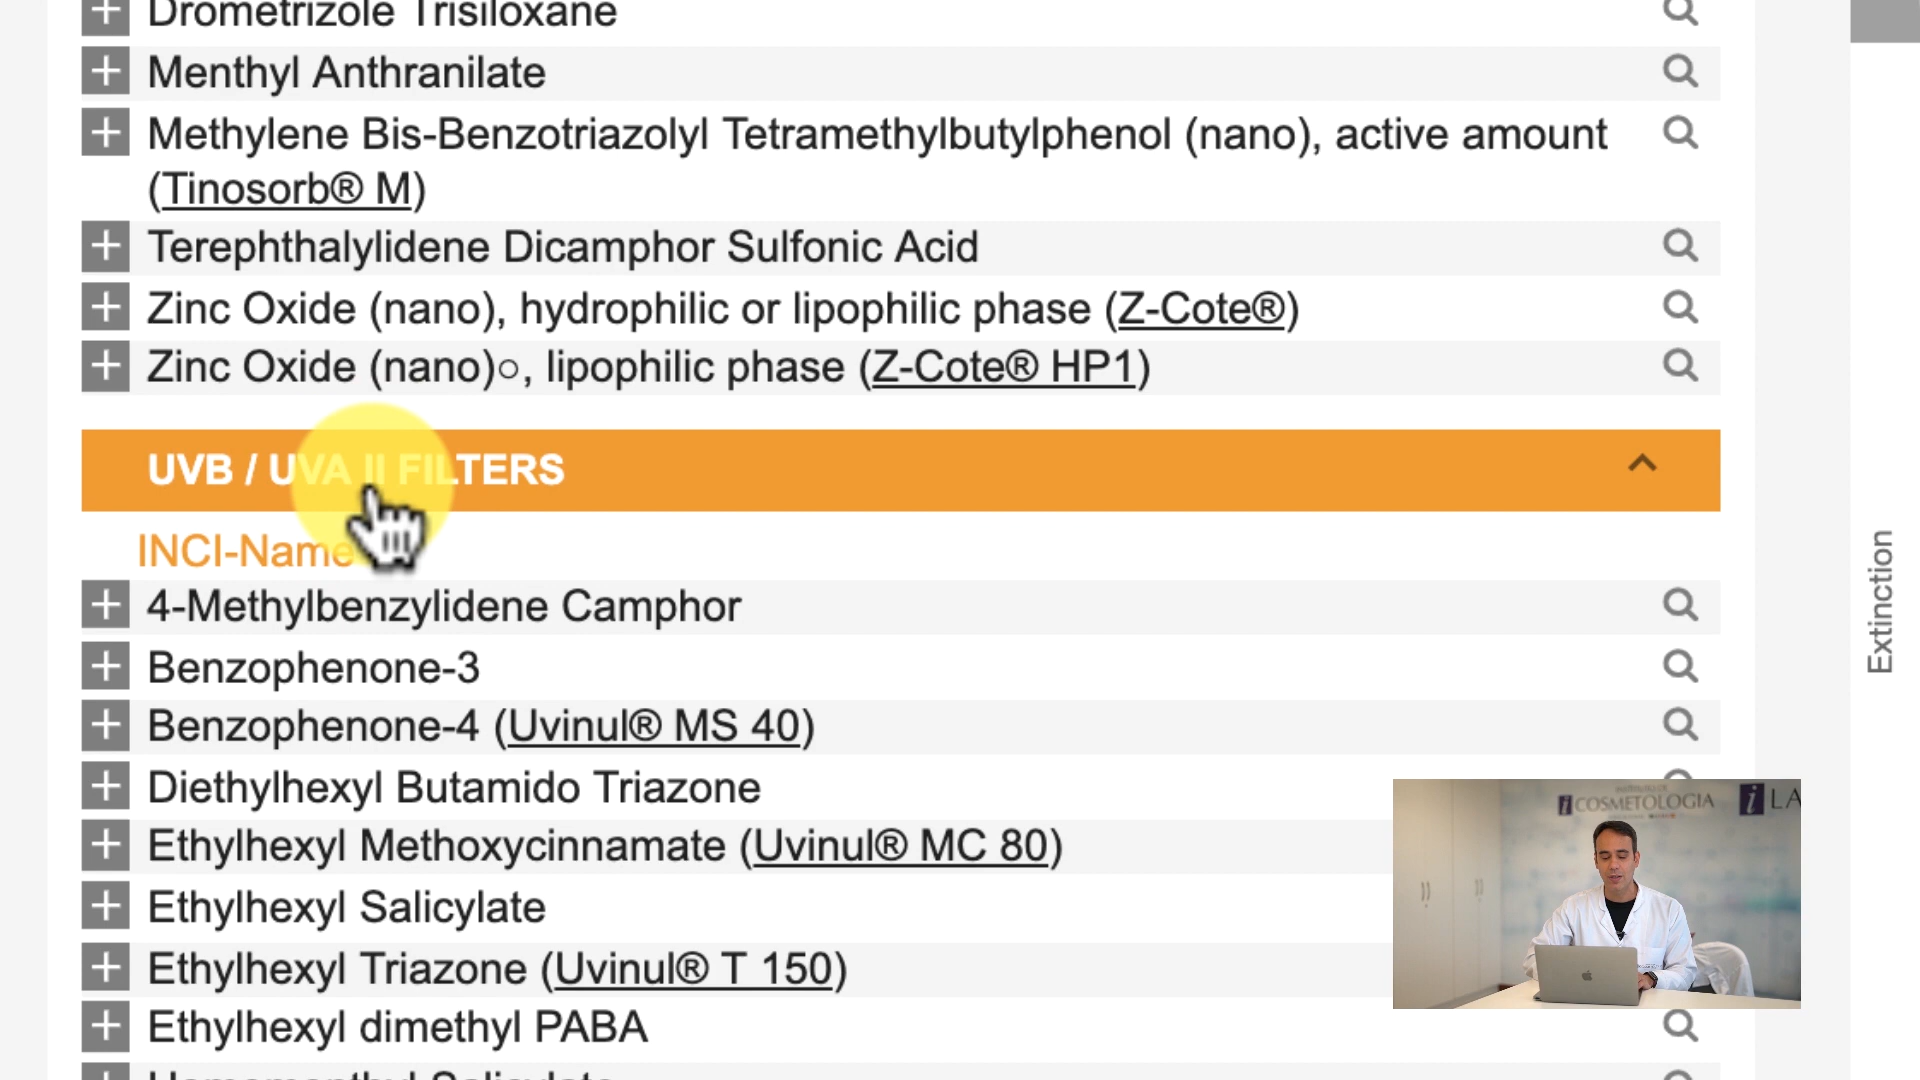 Drometrizole Trisiloxane
Menthyl Anthranilate
Methylene Bis-Benzotriazolyl Tetramethylbutylphenol (nano), active amount
(Tinosorb® M)
Terephthalylidene Dicamphor Sulfonic Acid
Zinc Oxide (nano), hydrophilic or lipophilic phase (Z-Cote®)
Zinc Oxide (nano)○, lipophilic phase (Z-Cote® HP1)
UVB / UVA II FILTERS
INCI-Name
4-Methylbenzylidene Camphor
Benzophenone-3
Benzophenone-4 (Uvinul® MS 40)
Diethylhexyl Butamido Triazone
Ethylhexyl Methoxycinnamate (Uvinul® MC 80)
Ethylhexyl Salicylate
Ethylhexyl Triazone (Uvinul® T 150)
Ethylhexyl dimethyl PABA
Extinction
COSMETOLOGIA
i LA